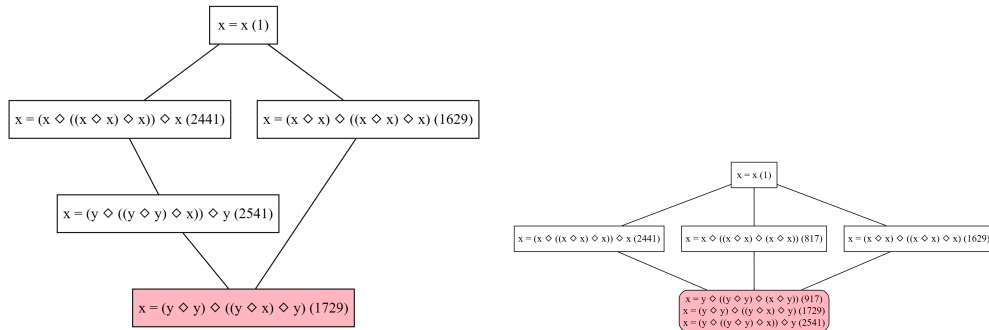 x = x (1)
x = (x ◇ ((x ◇ x) ◇ x)) ◇ x (2441)
x = (x ◇ x) ◇ ((x ◇ x) ◇ x) (1629)
x = (y ◇ ((y ◇ y) ◇ x)) ◇ y (2541)
x = (y ◇ y) ◇ ((y ◇ x) ◇ y) (1729)
x = x (1)
x = (x ◇ ((x ◇ x) ◇ x)) ◇ x (2441)
x = x ◇ ((x ◇ x) ◇ (x ◇ x)) (817)
x = (x ◇ x) ◇ ((x ◇ x) ◇ x) (1629)
x = y ◇ ((y ◇ y) ◇ (x ◇ y)) (917)
x = (y ◇ y) ◇ ((y ◇ x) ◇ y) (1729)
x = (y ◇ ((y ◇ y) ◇ x)) ◇ y (2541)